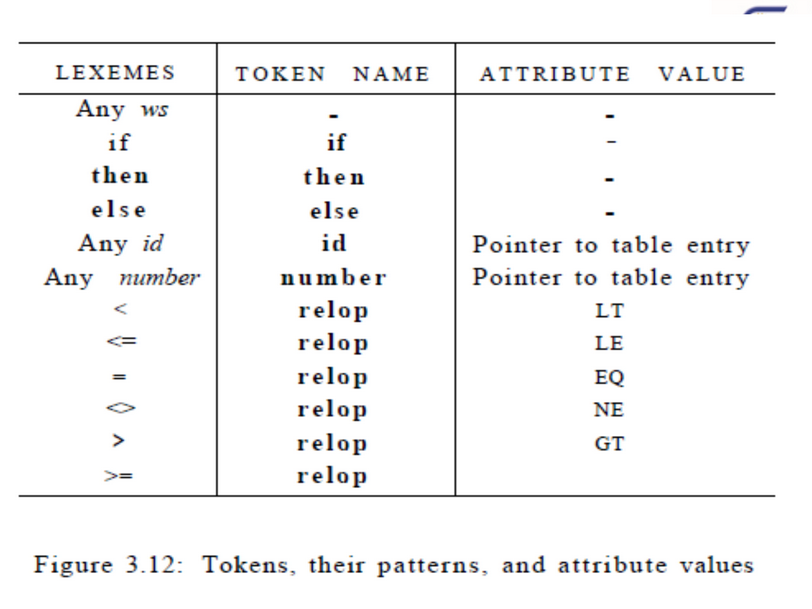 LEXEMES TOKEN NAME ATTRIBUTE VALUE
Any ws - -
if if -
then then -
else else -
Any id id Pointer to table entry
Any number number Pointer to table entry
< relop LT
<= relop LE
= relop EQ
<> relop NE
> relop GT
>= relop
Figure 3.12: Tokens, their patterns, and attribute values